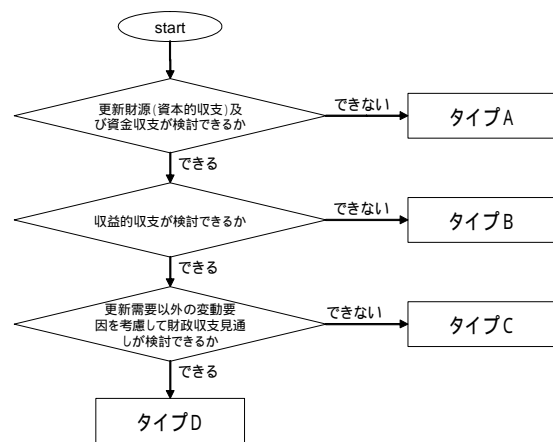 start
更新財源(資本的収支)及
び資金収支が検討できるか
できない
タイプA
できる
収益的収支が検討できるか
できない
タイプB
できる
更新需要以外の変動要
因を考慮して財政収支見通
しが検討できるか
できない
タイプC
できる
タイプD